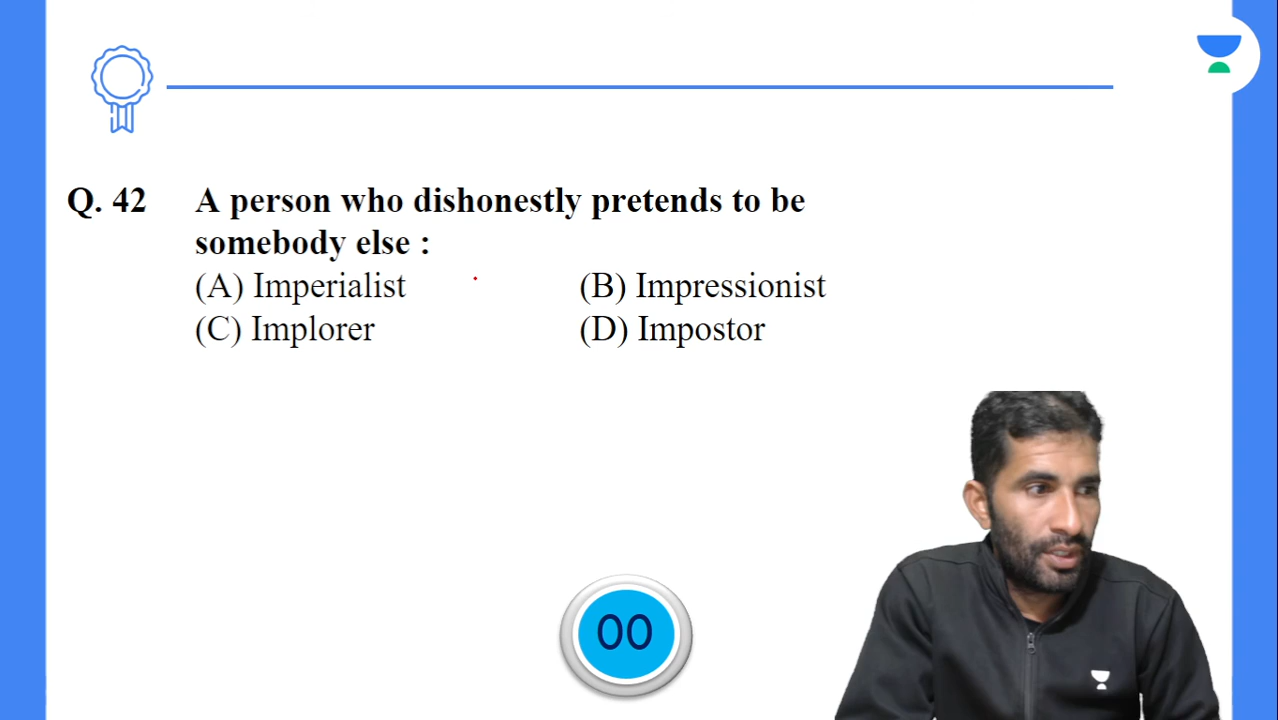 Q. 42 A person who dishonestly pretends to be
somebody else :
(A) Imperialist (B) Impressionist
(C) Implorer (D) Impostor
00